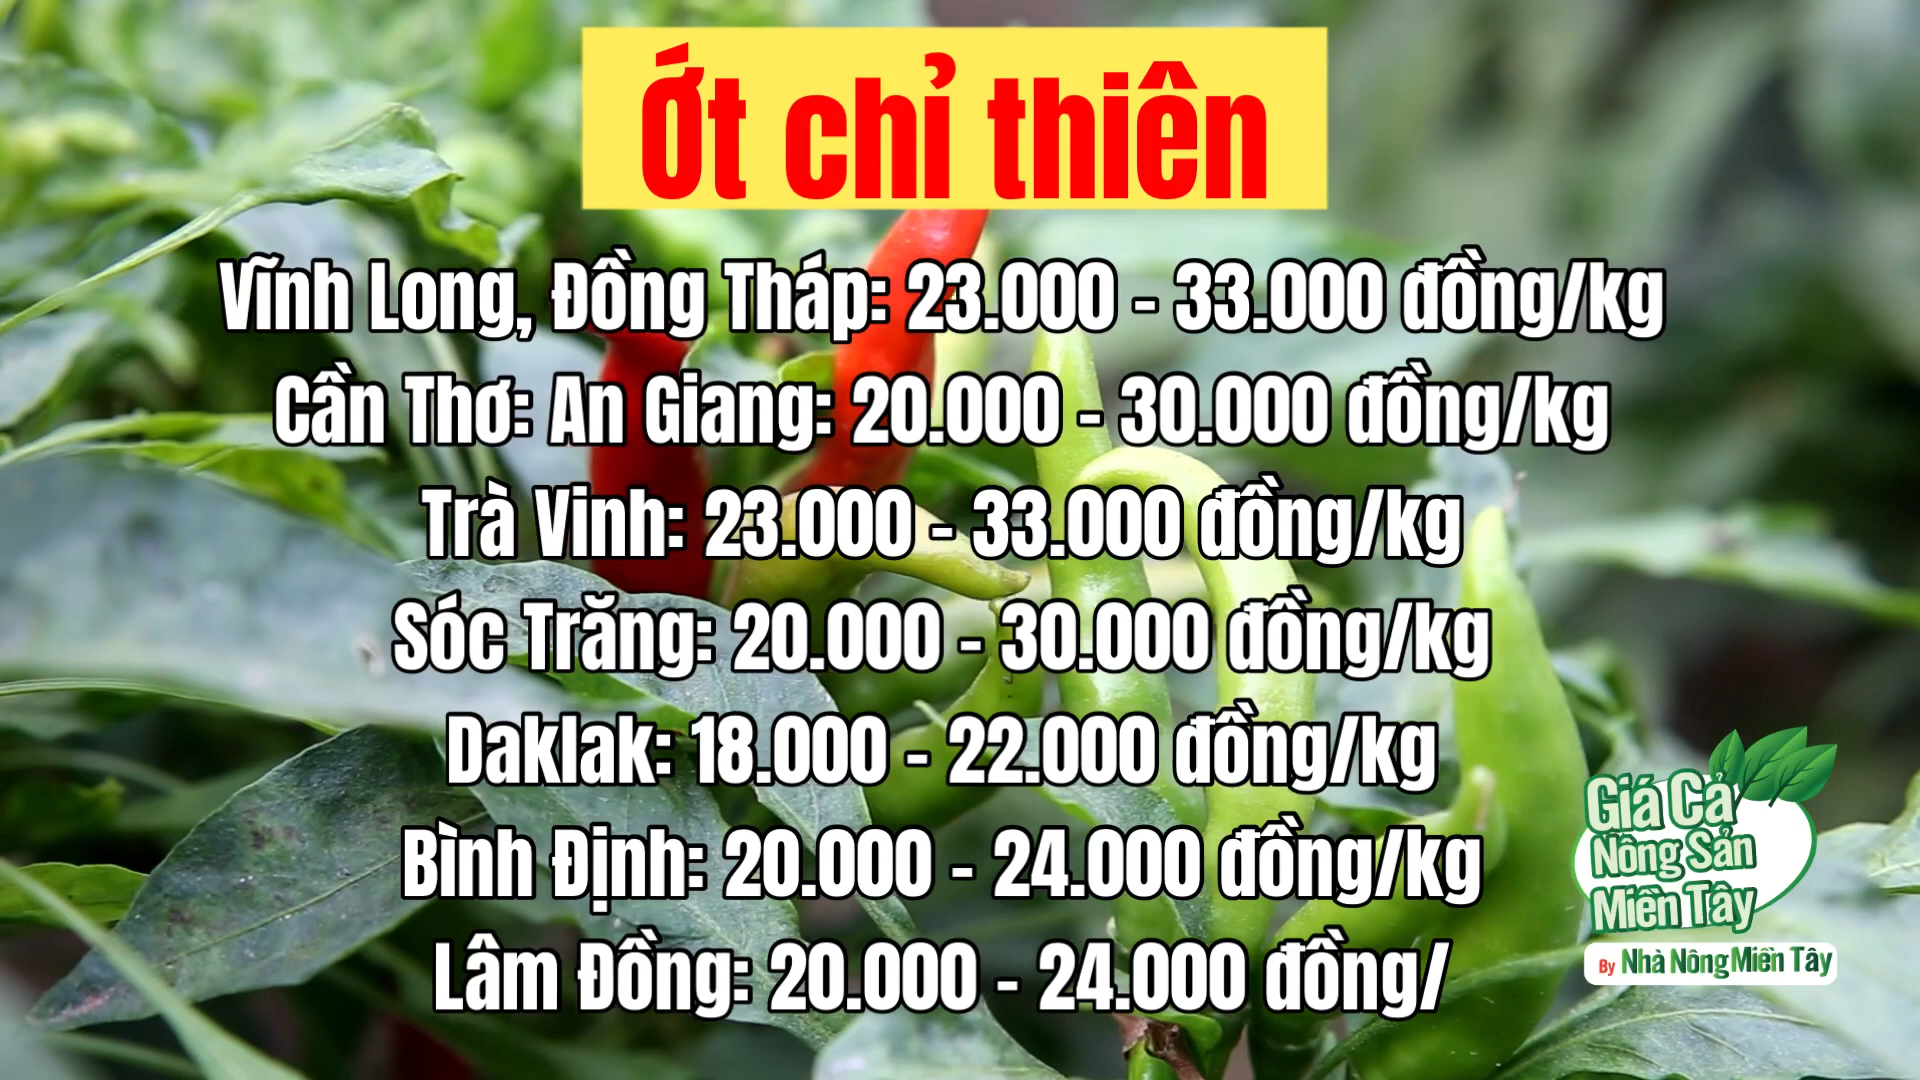 Ớt chỉ thiên
Vĩnh Long, Đồng Tháp: 23.000 - 33.000 đồng/kg
Cần Thơ: An Giang: 20.000 - 30.000 đồng/kg
Trà Vinh: 23.000 - 33.000 đồng/kg
Sóc Trăng: 20.000 - 30.000 đồng/kg
Daklak: 18.000 - 22.000 đồng/kg
Bình Định: 20.000 - 24.000 đồng/kg
Lâm Đồng: 20.000 - 24.000 đồng/
Giá Cả
Nông Sản
Miền Tây
By Nhà Nông Miền Tây